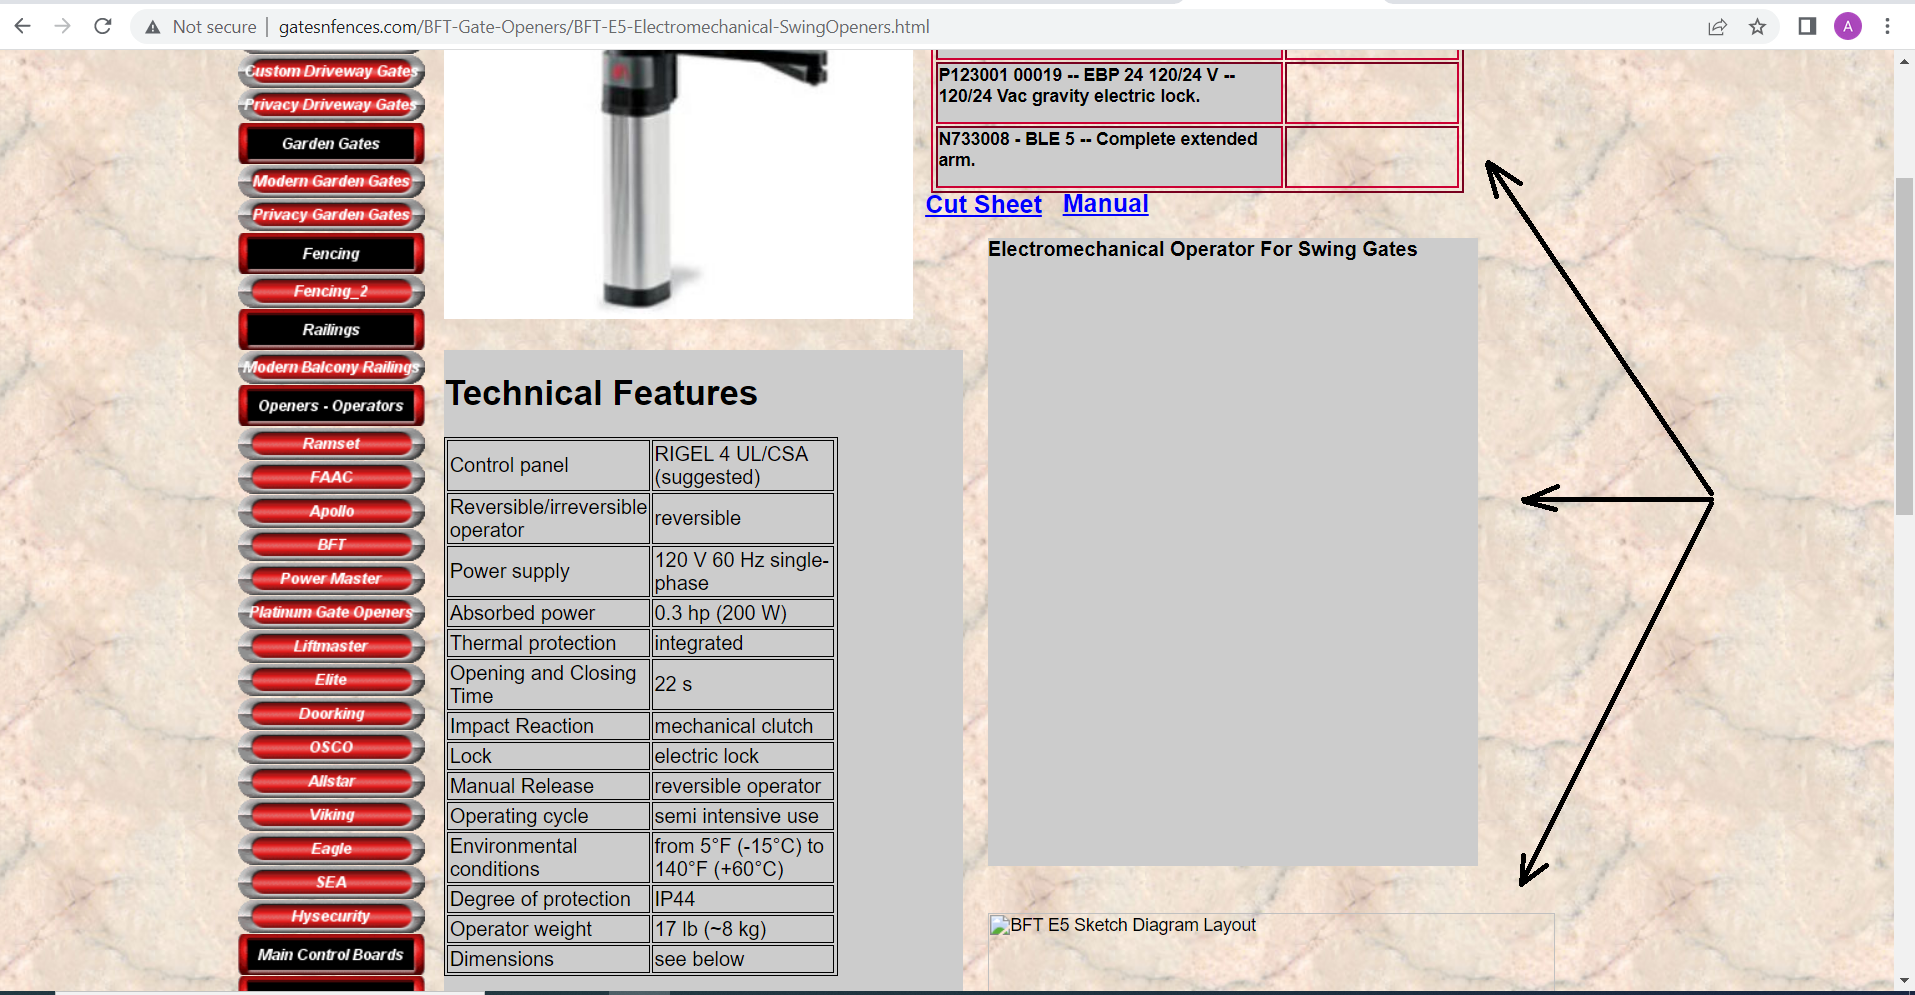 Not secure
gatesnfences.com/BFT-Gate-Openers/BFT-E5-Electromechanical-SwingOpeners.html
A
Custom Driveway Gates
Privacy Driveway Gates
Garden Gates
Modern Garden Gates
Privacy Garden Gates
Fencing
Fencing_2
Railings
Modern Balcony Railings
Openers - Operators
Ramset
FAAC
Apollo
BFT
Power Master
Platinum Gate Openers
Liftmaster
Elite
Doorking
OSCO
Allstar
Viking
Eagle
SEA
Hysecurity
Main Control Boards
Technical Features
Control panel
RIGEL 4 UL/CSA
(suggested)
Reversible/irreversible
operator
reversible
Power supply
120 V 60 Hz single-
phase
Absorbed power
0.3 hp (200 W)
Thermal protection
integrated
Opening and Closing
Time
22 s
Impact Reaction
mechanical clutch
Lock
electric lock
Manual Release
reversible operator
Operating cycle
semi intensive use
Environmental
conditions
from 5°F (-15°C) to
140°F (+60°C)
Degree of protection
IP44
Operator weight
17 lb (~8 kg)
Dimensions
see below
P123001 00019 -- EBP 24 120/24 V --
120/24 Vac gravity electric lock.
N733008 - BLE 5 -- Complete extended
arm.
Cut Sheet Manual
Electromechanical Operator For Swing Gates
BFT E5 Sketch Diagram Layout